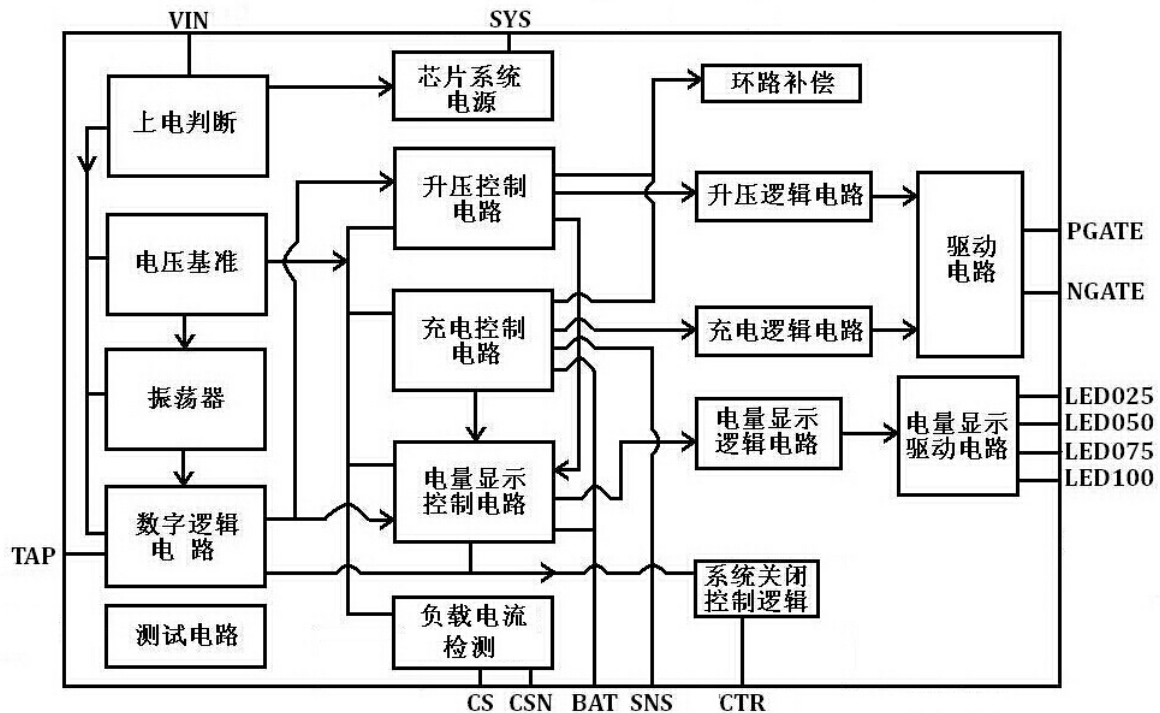 VIN
SYS
上电判断
芯片系统
电源
环路补偿
升压控制
电路
升压逻辑电路
驱动
电路
PGATE
NGATE
电压基准
充电控制
电路
充电逻辑电路
振荡器
电量显示
逻辑电路
电量显示
驱动电路
LED025
LED050
LED075
LED100
电量显示
控制电路
数字逻辑
电 路
TAP
系统关闭
控制逻辑
测试电路
负载电流
检测
CS
CSN
BAT
SNS
CTR